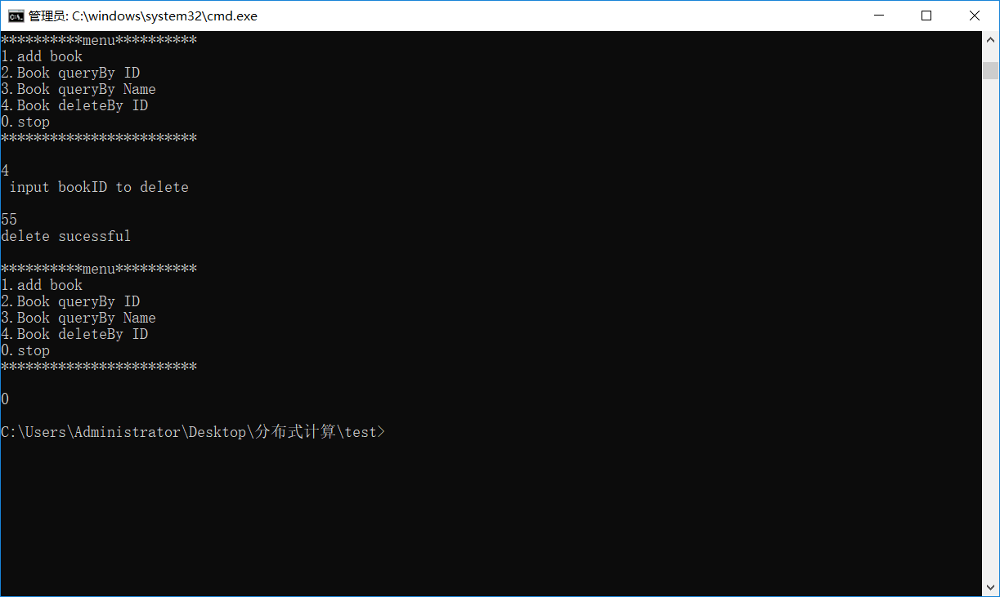 管理员: C:\windows\system32\cmd.exe
**********menu**********
1.add book
2.Book queryBy ID
3.Book queryBy Name
4.Book deleteBy ID
0.stop
************************
4
input bookID to delete
55
delete sucessful
**********menu**********
1.add book
2.Book queryBy ID
3.Book queryBy Name
4.Book deleteBy ID
0.stop
************************
0
C:\Users\Administrator\Desktop\分布式计算\test>